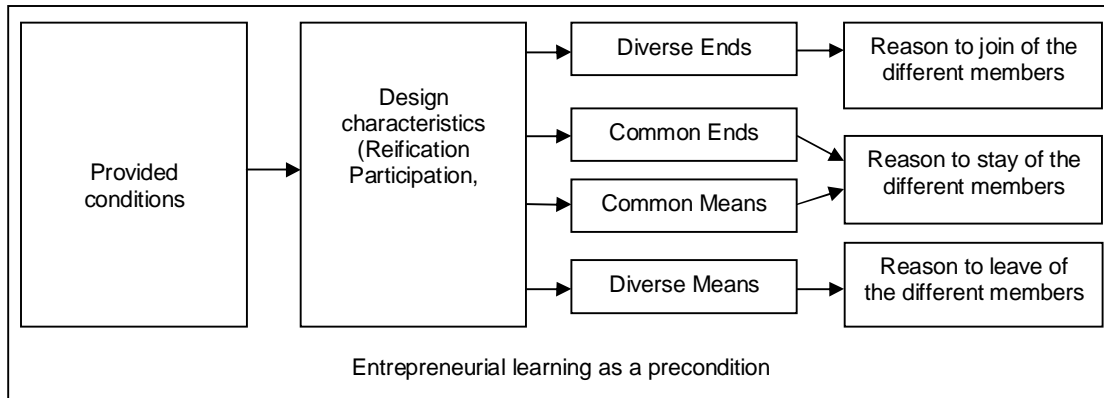 Provided
conditions
Design
characteristics
(Reification
Participation,
Diverse Ends
Common Ends
Common Means
Diverse Means
Reason to join of the
different members
Reason to stay of the
different members
Reason to leave of
the different members
Entrepreneurial learning as a precondition